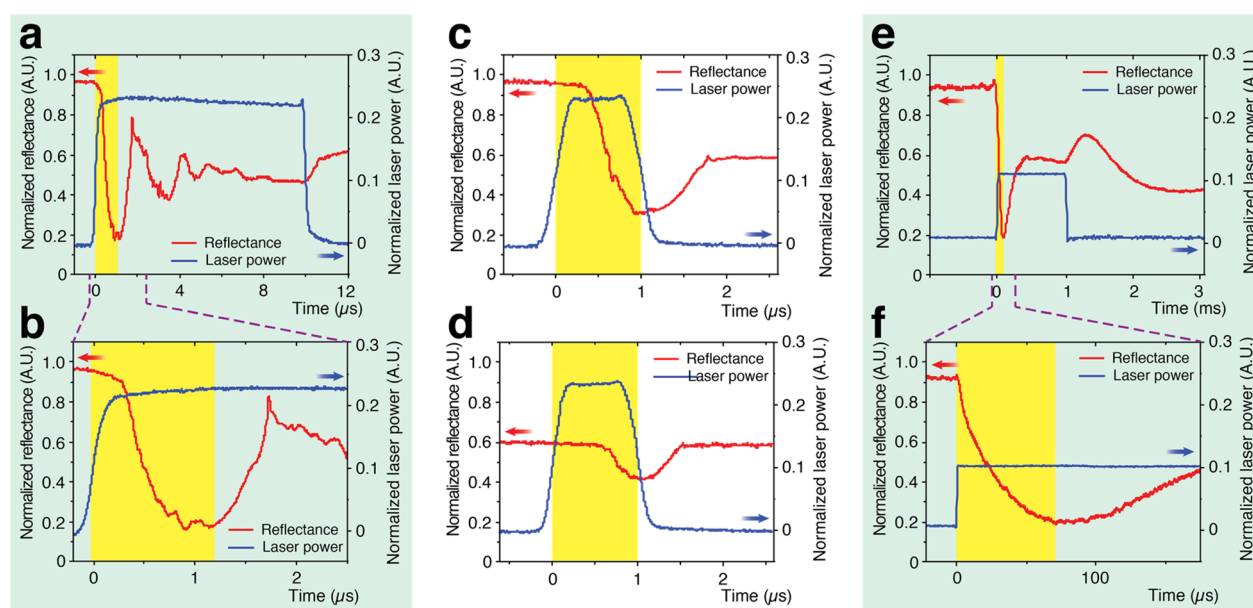 a
Normalized reflectance (A.U.)
1.0
0.8
0.6
0.4
0.2
0
0.3
0.2
0.1
0
Normalized laser power (A.U.)
Reflectance
Laser power
0
4
8
12
Time (µs)
b
Normalized reflectance (A.U.)
1.0
0.8
0.6
0.4
0.2
0
0.3
0.2
0.1
0
Normalized laser power (A.U.)
Reflectance
Laser power
0
1
2
Time (µs)
c
Normalized reflectance (A.U.)
1.0
0.8
0.6
0.4
0.2
0
0.3
0.2
0.1
0
Normalized laser power (A.U.)
Reflectance
Laser power
0
1
2
Time (µs)
d
Normalized reflectance (A.U.)
1.0
0.8
0.6
0.4
0.2
0
0.3
0.2
0.1
0
Normalized laser power (A.U.)
Reflectance
Laser power
0
1
2
Time (µs)
e
Normalized reflectance (A.U.)
1.0
0.8
0.6
0.4
0.2
0
0.3
0.2
0.1
0
Normalized laser power (A.U.)
Reflectance
Laser power
0
1
2
3
Time (ms)
f
Normalized reflectance (A.U.)
1.0
0.8
0.6
0.4
0.2
0
0.3
0.2
0.1
0
Normalized laser power (A.U.)
Reflectance
Laser power
0
100
Time (µs)